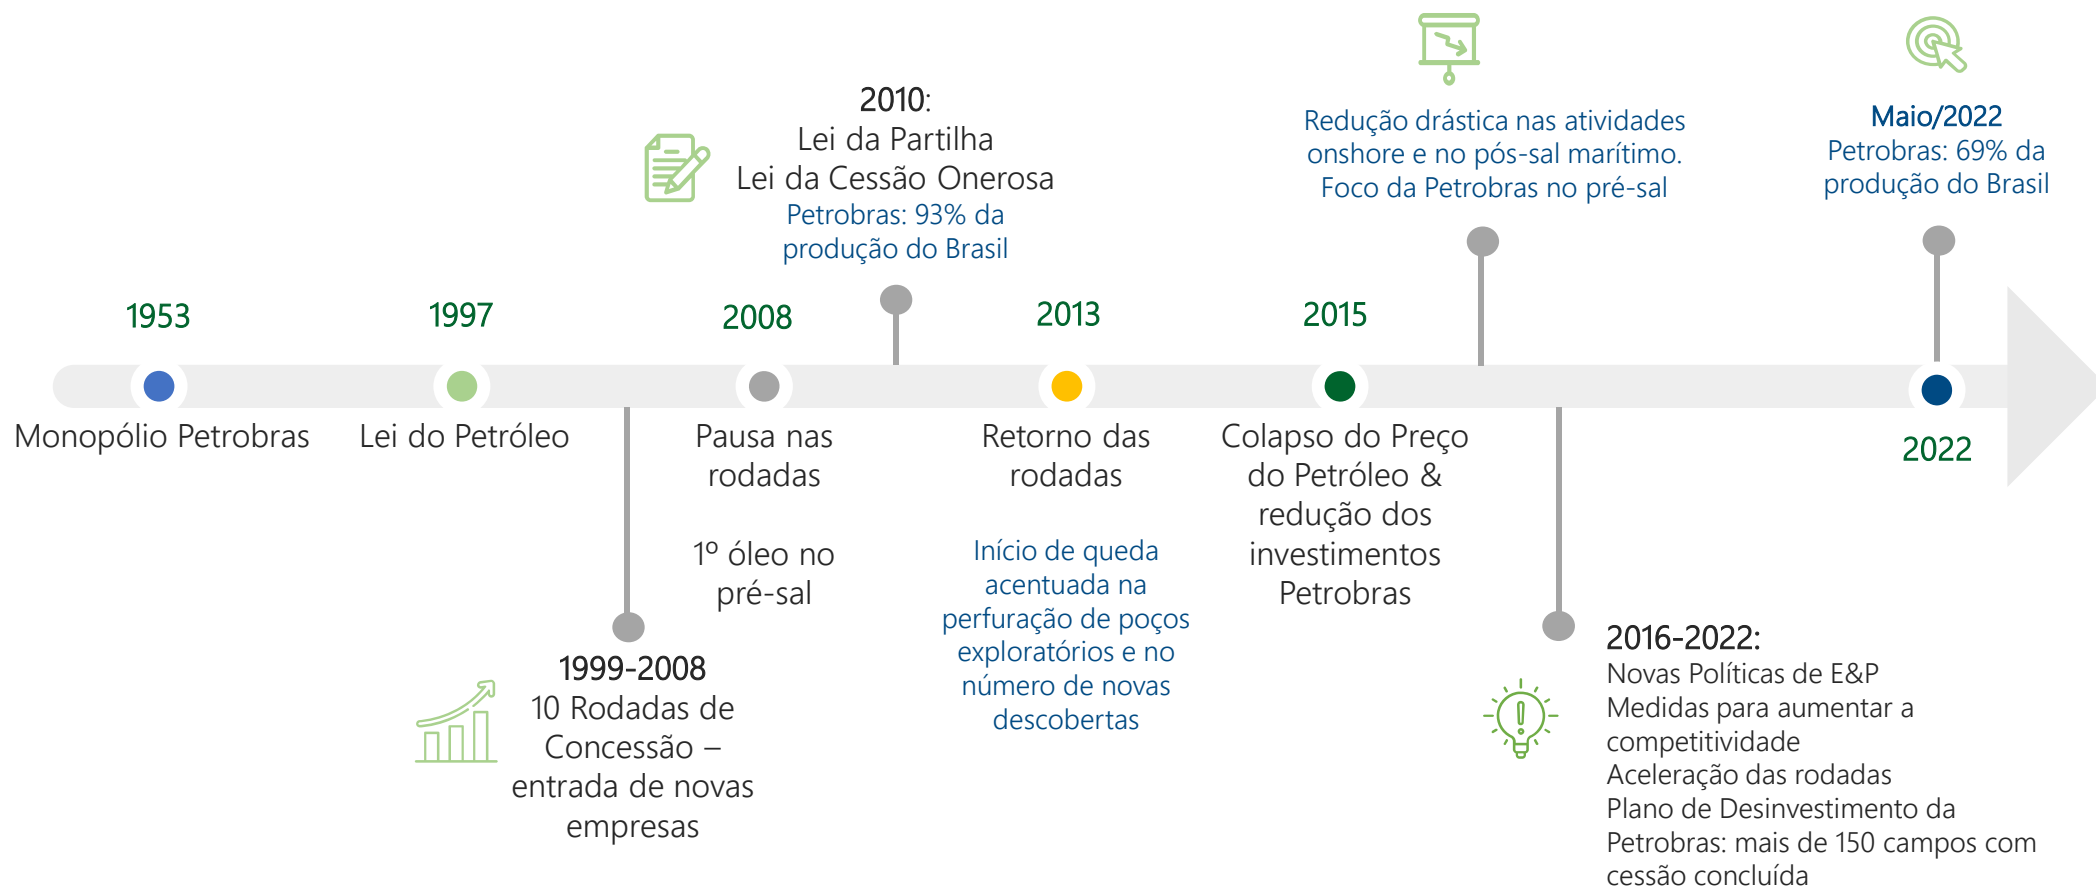 2010:
Lei da Partilha
Lei da Cessão Onerosa
Petrobras: 93% da
produção do Brasil
Redução drástica nas atividades
onshore e no pós-sal marítimo.
Foco da Petrobras no pré-sal
Maio/2022
Petrobras: 69% da
produção do Brasil
1953
Monopólio Petrobras
1997
Lei do Petróleo
2008
Pausa nas
rodadas
1º óleo no
pré-sal
2013
Retorno das
rodadas
Início de queda
acentuada na
perfuração de poços
exploratórios e no
número de novas
descobertas
2015
Colapso do Preço
do Petróleo &
redução dos
investimentos
Petrobras
2022
1999-2008
10 Rodadas de
Concessão –
entrada de novas
empresas
2016-2022:
Novas Políticas de E&P
Medidas para aumentar a
competitividade
Aceleração das rodadas
Plano de Desinvestimento da
Petrobras: mais de 150 campos com
cessão concluída